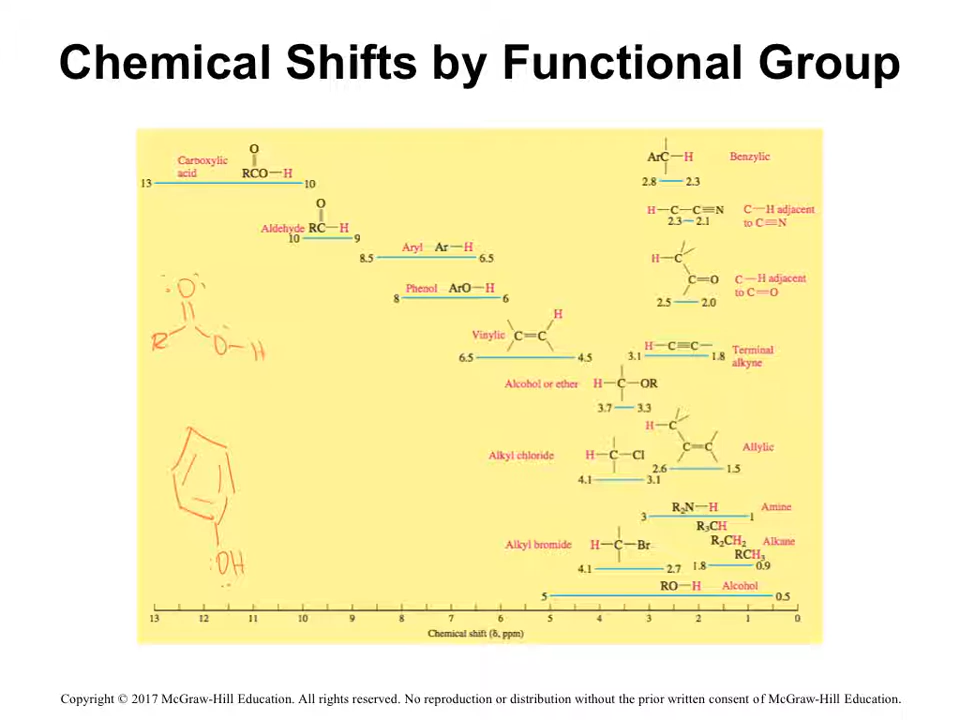 Chemical Shifts by Functional Group
O
Carboxylic
acid
RCO—H
13
10
O
Aldehyde
RC—H
10
9
Aryl
Ar—H
8.5
6.5
Phenol
ArO—H
8
6
H
Vinylic
C=C
6.5
4.5
Alcohol or ether
H—C—OR
3.7
3.3
Alkyl chloride
H—C—Cl
4.1
3.1
Alkyl bromide
H—C—Br
4.1
2.7
ArC—H
Benzylic
2.8
2.3
H—C—C≡N
C—H adjacent
to C≡N
2.3
2.1
H—C
C=O
C—H adjacent
to C=O
2.5
2.0
H—C≡C—
Terminal
alkyne
3.1
1.8
H—C
C=C
Allylic
2.6
1.5
R₂N—H
Amine
3
1
R₃CH
R₂CH₂
Alkane
RCH₃
1.8
0.9
RO—H
Alcohol
5
0.5
:O:
R
O—H
:OH
13 12 11 10 9 8 7 6 5 4 3 2 1 0
Chemical shift (δ, ppm)
Copyright © 2017 McGraw-Hill Education. All rights reserved. No reproduction or distribution without the prior written consent of McGraw-Hill Education.